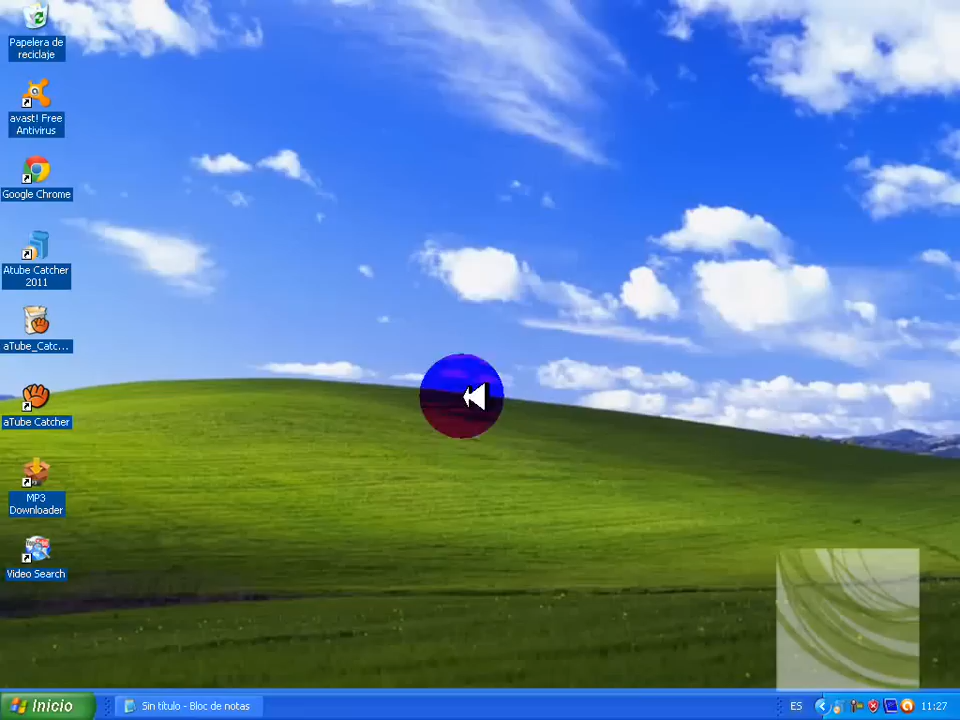 Papelera de
reciclaje
avast! Free
Antivirus
Google Chrome
Atube Catcher
2011
aTube_Catc...
aTube Catcher
MP3
Downloader
Video Search
Inicio
Sin título - Bloc de notas
ES
11:27